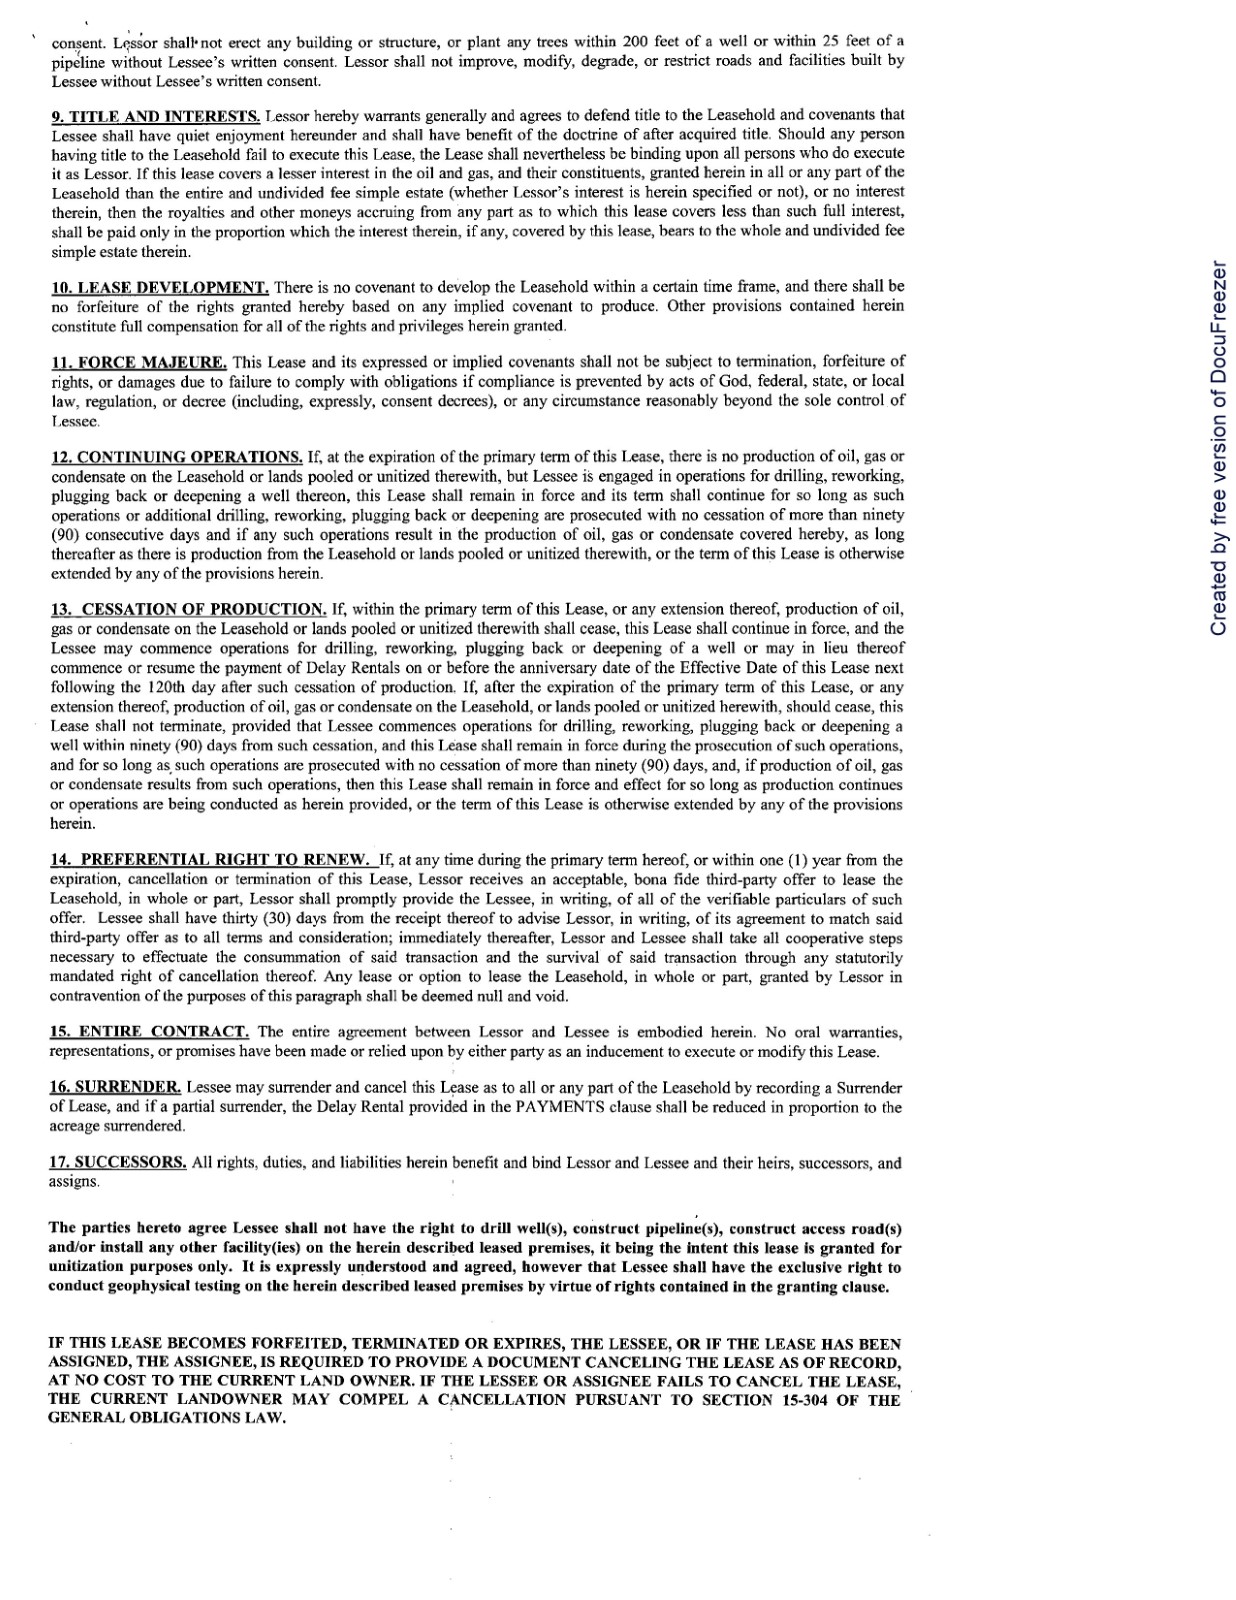 consent. Lessor shall not erect any building or structure, or plant any trees within 200 feet of a well or within 25 feet of a
pipeline without Lessee's written consent. Lessor shall not improve, modify, degrade, or restrict roads and facilities built by
Lessee without Lessee's written consent.
9. TITLE AND INTERESTS. Lessor hereby warrants generally and agrees to defend title to the Leasehold and covenants that
Lessee shall have quiet enjoyment hereunder and shall have benefit of the doctrine of after acquired title. Should any person
having title to the Leasehold fail to execute this Lease, the Lease shall nevertheless be binding upon all persons who do execute
it as Lessor. If this lease covers a lesser interest in the oil and gas, and their constituents, granted herein in all or any part of the
Leasehold than the entire and undivided fee simple estate (whether Lessor's interest is herein specified or not), or no interest
therein, then the royalties and other moneys accruing from any part as to which this lease covers less than such full interest,
shall be paid only in the proportion which the interest therein, if any, covered by this lease, bears to the whole and undivided fee
simple estate therein.
10. LEASE DEVELOPMENT. There is no covenant to develop the Leasehold within a certain time frame, and there shall be
no forfeiture of the rights granted hereby based on any implied covenant to produce. Other provisions contained herein
constitute full compensation for all of the rights and privileges herein granted.
11. FORCE MAJEURE. This Lease and its expressed or implied covenants shall not be subject to termination, forfeiture of
rights, or damages due to failure to comply with obligations if compliance is prevented by acts of God, federal, state, or local
law, regulation, or decree (including, expressly, consent decrees), or any circumstance reasonably beyond the sole control of
Lessee.
12. CONTINUING OPERATIONS. If, at the expiration of the primary term of this Lease, there is no production of oil, gas or
condensate on the Leasehold or lands pooled or unitized therewith, but Lessee is engaged in operations for drilling, reworking,
plugging back or deepening a well thereon, this Lease shall remain in force and its term shall continue for so long as such
operations or additional drilling, reworking, plugging back or deepening are prosecuted with no cessation of more than ninety
(90) consecutive days and if any such operations result in the production of oil, gas or condensate covered hereby, as long
thereafter as there is production from the Leasehold or lands pooled or unitized therewith, or the term of this Lease is otherwise
extended by any of the provisions herein.
13. CESSATION OF PRODUCTION. If, within the primary term of this Lease, or any extension thereof, production of oil,
gas or condensate on the Leasehold or lands pooled or unitized therewith shall cease, this Lease shall continue in force, and the
Lessee may commence operations for drilling, reworking, plugging back or deepening of a well or may in lieu thereof
commence or resume the payment of Delay Rentals on or before the anniversary date of the Effective Date of this Lease next
following the 120th day after such cessation of production. If, after the expiration of the primary term of this Lease, or any
extension thereof, production of oil, gas or condensate on the Leasehold, or lands pooled or unitized herewith, should cease, this
Lease shall not terminate, provided that Lessee commences operations for drilling, reworking, plugging back or deepening a
well within ninety (90) days from such cessation, and this Lease shall remain in force during the prosecution of such operations,
and for so long as such operations are prosecuted with no cessation of more than ninety (90) days, and, if production of oil, gas
or condensate results from such operations, then this Lease shall remain in force and effect for so long as production continues
or operations are being conducted as herein provided, or the term of this Lease is otherwise extended by any of the provisions
herein.
14. PREFERENTIAL RIGHT TO RENEW. If, at any time during the primary term hereof, or within one (1) year from the
expiration, cancellation or termination of this Lease, Lessor receives an acceptable, bona fide third-party offer to lease the
Leasehold, in whole or part, Lessor shall promptly provide the Lessee, in writing, of all of the verifiable particulars of such
offer. Lessee shall have thirty (30) days from the receipt thereof to advise Lessor, in writing, of its agreement to match said
third-party offer as to all terms and consideration; immediately thereafter, Lessor and Lessee shall take all cooperative steps
necessary to effectuate the consummation of said transaction and the survival of said transaction through any statutorily
mandated right of cancellation thereof. Any lease or option to lease the Leasehold, in whole or part, granted by Lessor in
contravention of the purposes of this paragraph shall be deemed null and void.
15. ENTIRE CONTRACT. The entire agreement between Lessor and Lessee is embodied herein. No oral warranties,
representations, or promises have been made or relied upon by either party as an inducement to execute or modify this Lease.
16. SURRENDER. Lessee may surrender and cancel this Lease as to all or any part of the Leasehold by recording a Surrender
of Lease, and if a partial surrender, the Delay Rental provided in the PAYMENTS clause shall be reduced in proportion to the
acreage surrendered.
17. SUCCESSORS. All rights, duties, and liabilities herein benefit and bind Lessor and Lessee and their heirs, successors, and
assigns.
The parties hereto agree Lessee shall not have the right to drill well(s), construct pipeline(s), construct access road(s)
and/or install any other facility(ies) on the herein described leased premises, it being the intent this lease is granted for
unitization purposes only. It is expressly understood and agreed, however that Lessee shall have the exclusive right to
conduct geophysical testing on the herein described leased premises by virtue of rights contained in the granting clause.
IF THIS LEASE BECOMES FORFEITED, TERMINATED OR EXPIRES, THE LESSEE, OR IF THE LEASE HAS BEEN
ASSIGNED, THE ASSIGNEE, IS REQUIRED TO PROVIDE A DOCUMENT CANCELING THE LEASE AS OF RECORD,
AT NO COST TO THE CURRENT LAND OWNER. IF THE LESSEE OR ASSIGNEE FAILS TO CANCEL THE LEASE,
THE CURRENT LANDOWNER MAY COMPEL A CANCELLATION PURSUANT TO SECTION 15-304 OF THE
GENERAL OBLIGATIONS LAW.
Created by free version of DocuFreezer